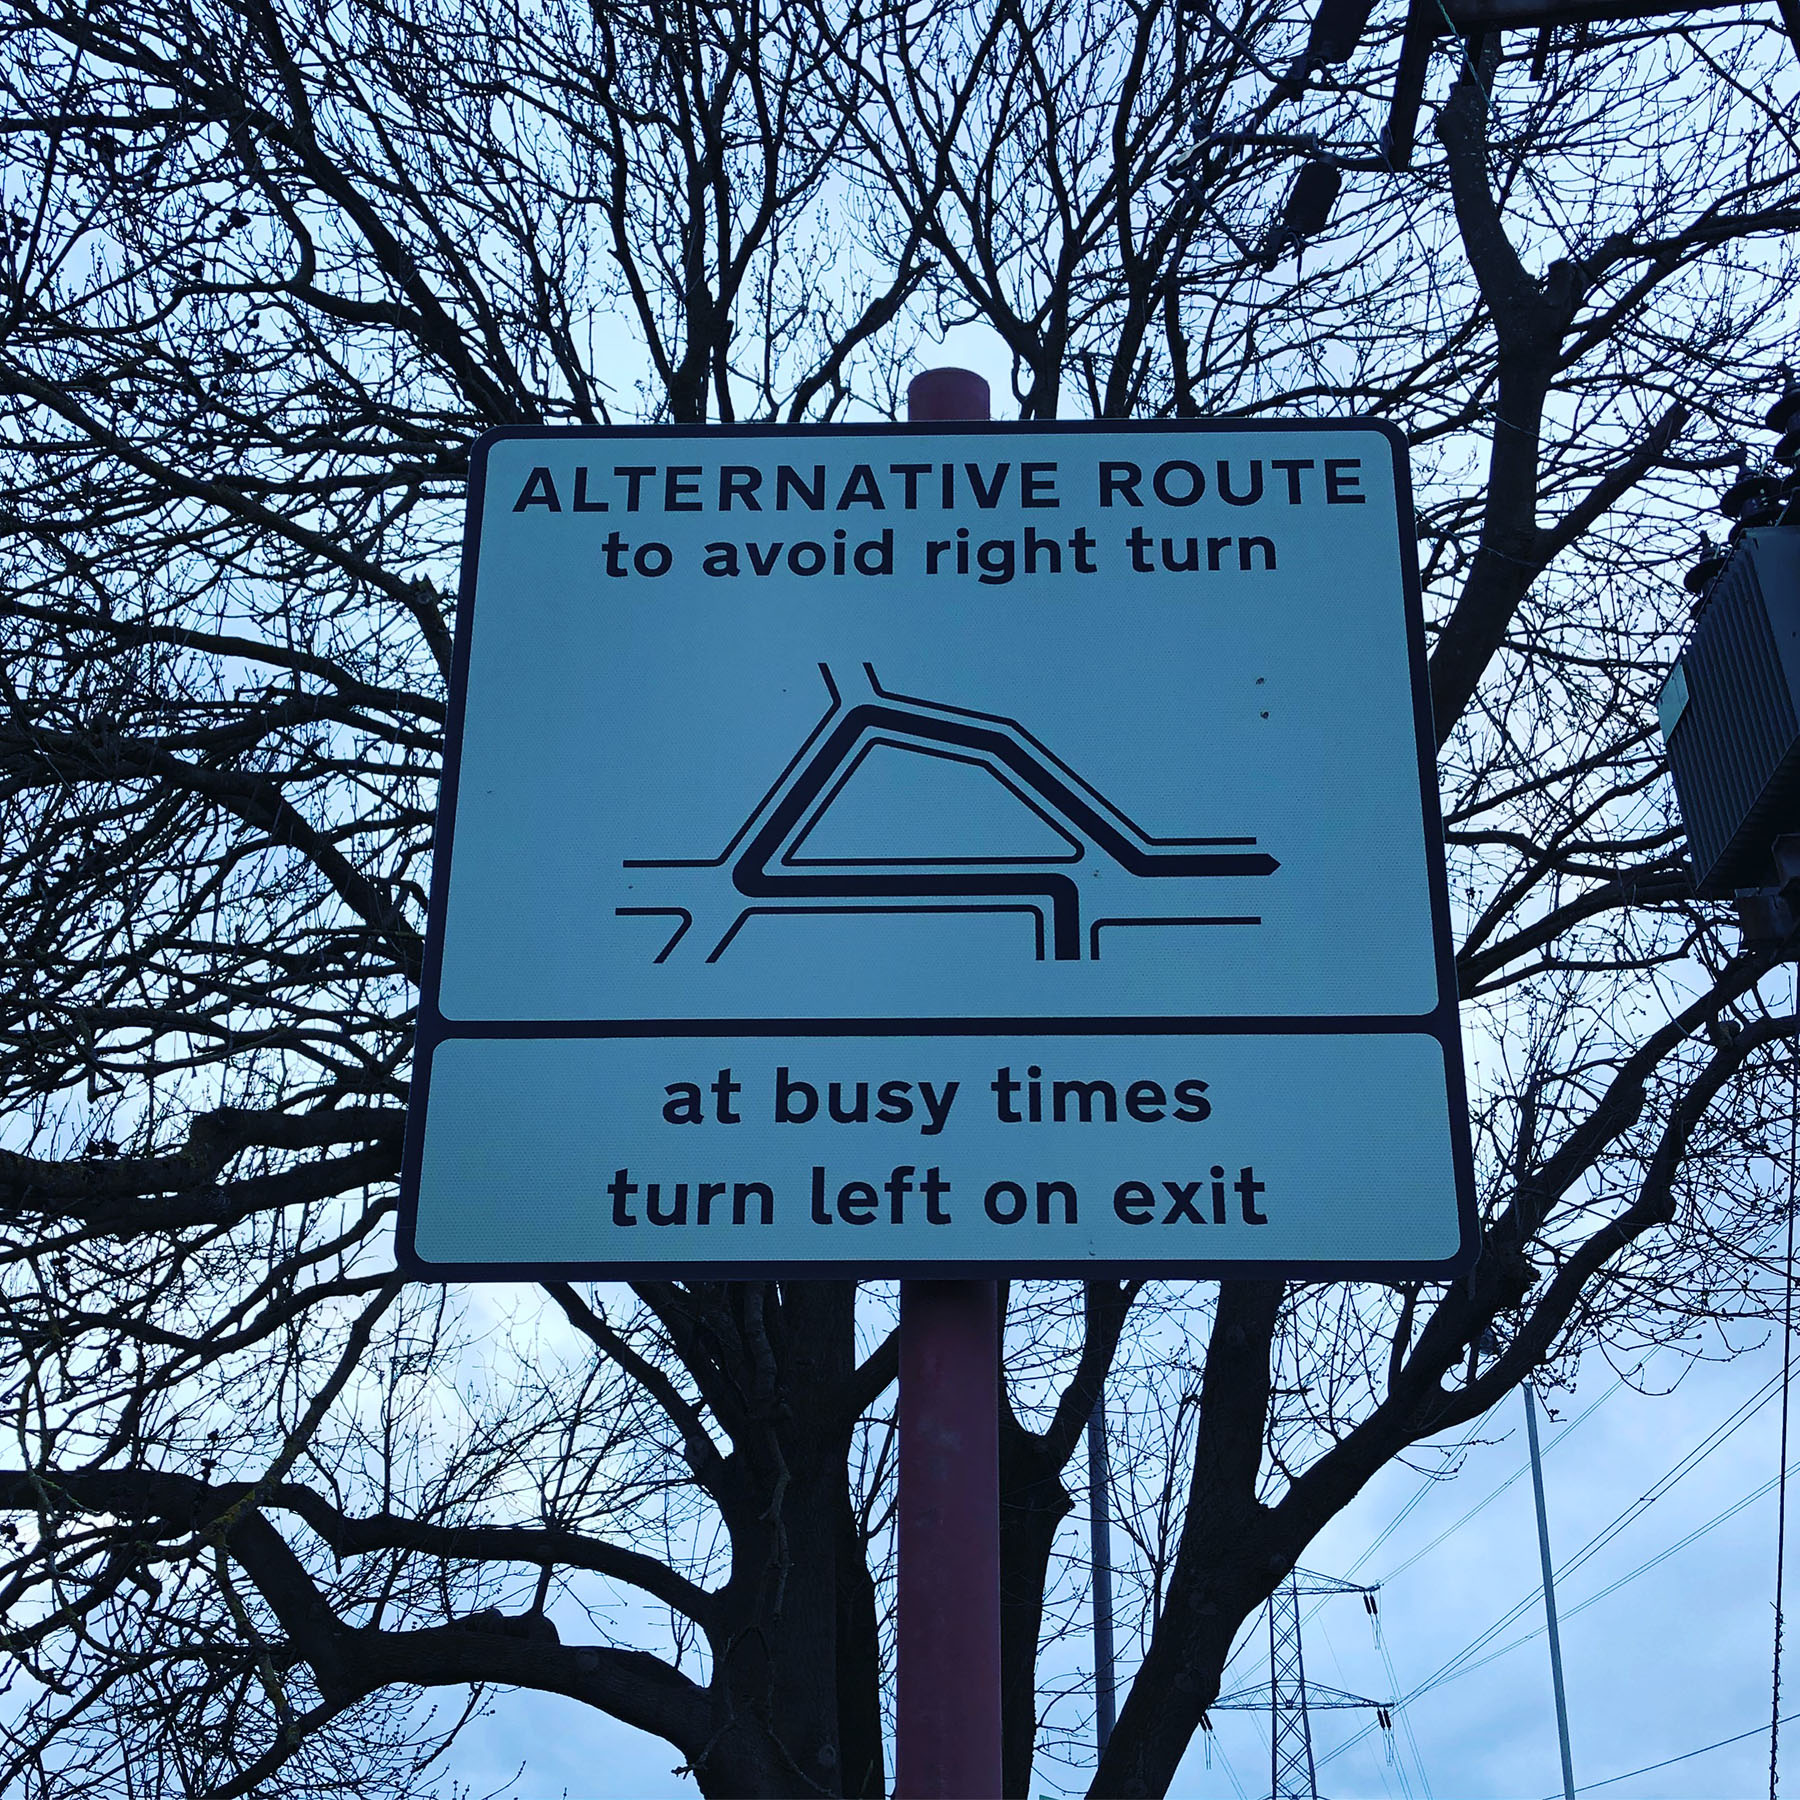 ALTERNATIVE ROUTE
to avoid right turn
at busy times
turn left on exit